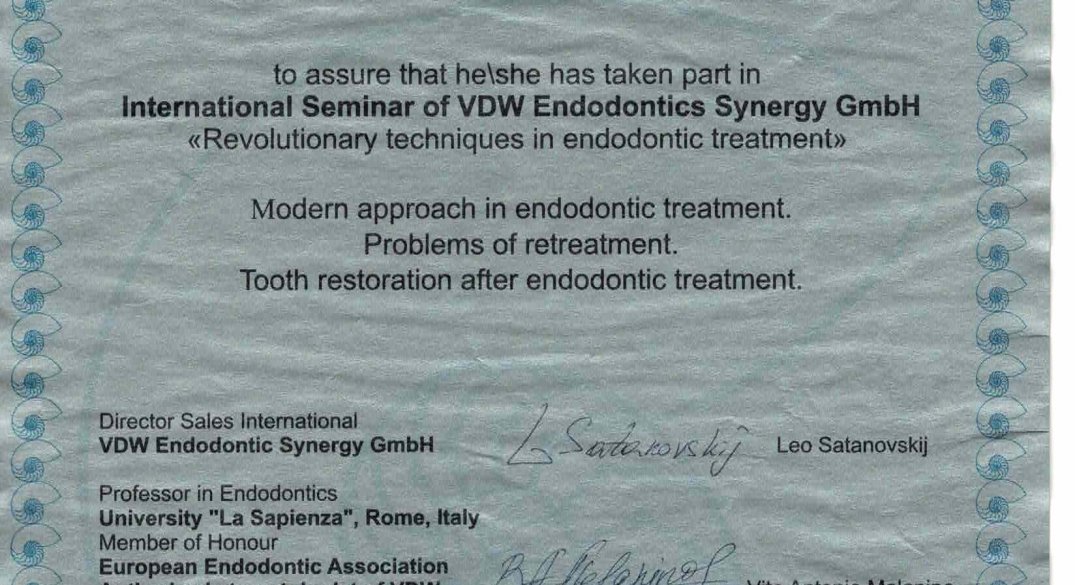 to assure that he\she has taken part in
International Seminar of VDW Endodontics Synergy GmbH
«Revolutionary techniques in endodontic treatment»
Modern approach in endodontic treatment.
Problems of retreatment.
Tooth restoration after endodontic treatment.
Director Sales International
VDW Endodontic Synergy GmbH
L Satanovskij Leo Satanovskij
Professor in Endodontics
University "La Sapienza", Rome, Italy
Member of Honour
European Endodontic Association